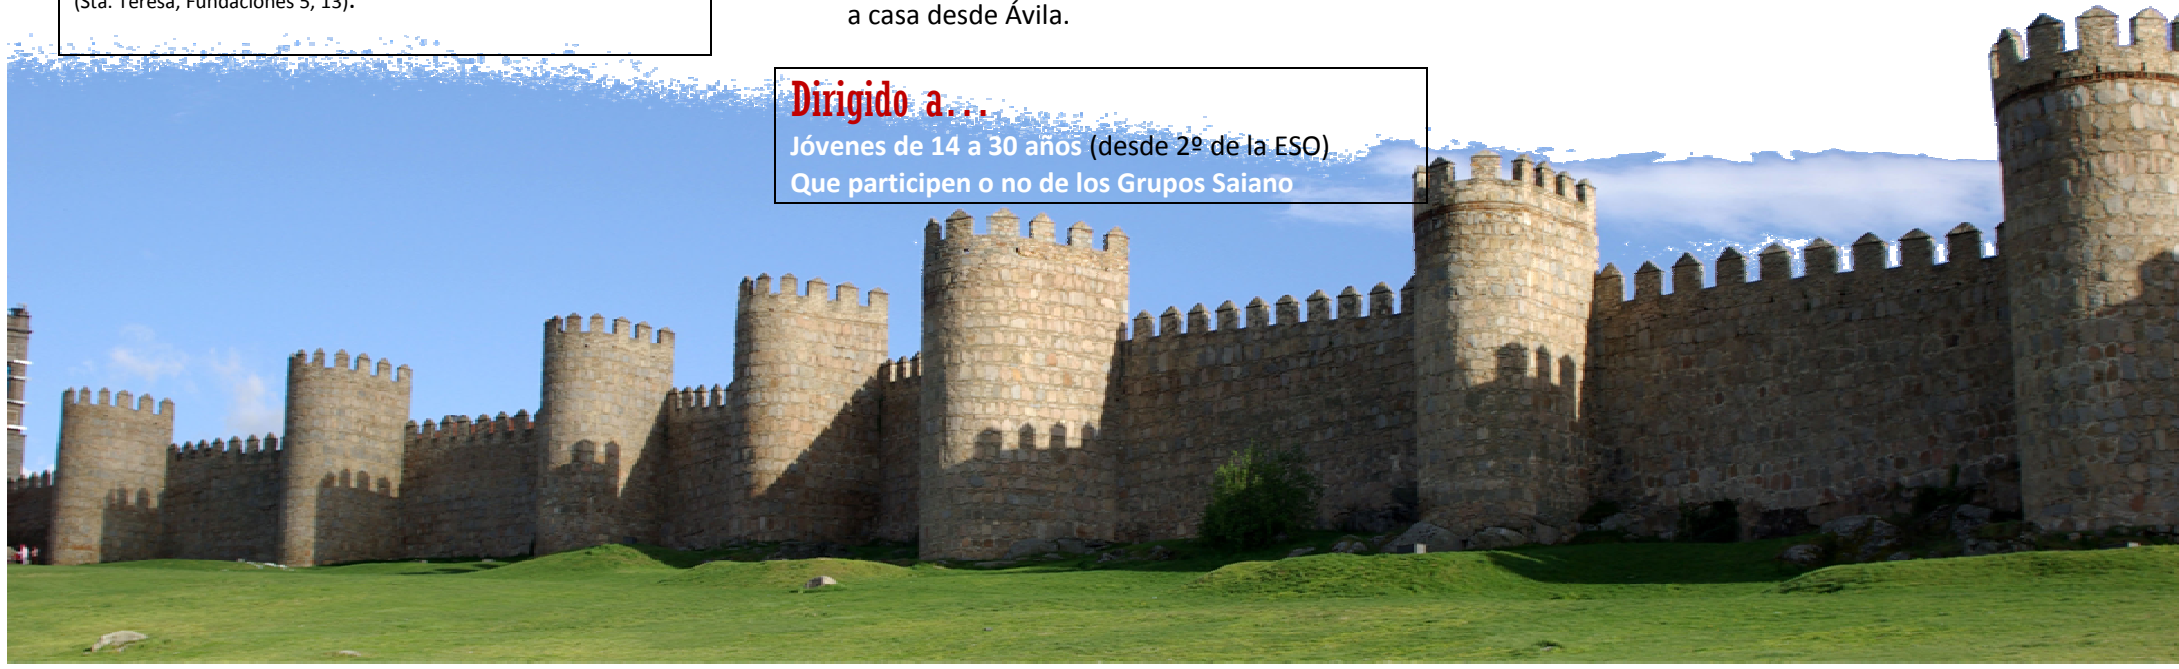 (Sta. Teresa, Fundaciones 5, 13).
a casa desde Ávila.
Dirigido a...
Jóvenes de 14 a 30 años (desde 2º de la ESO)
Que participen o no de los Grupos Saiano